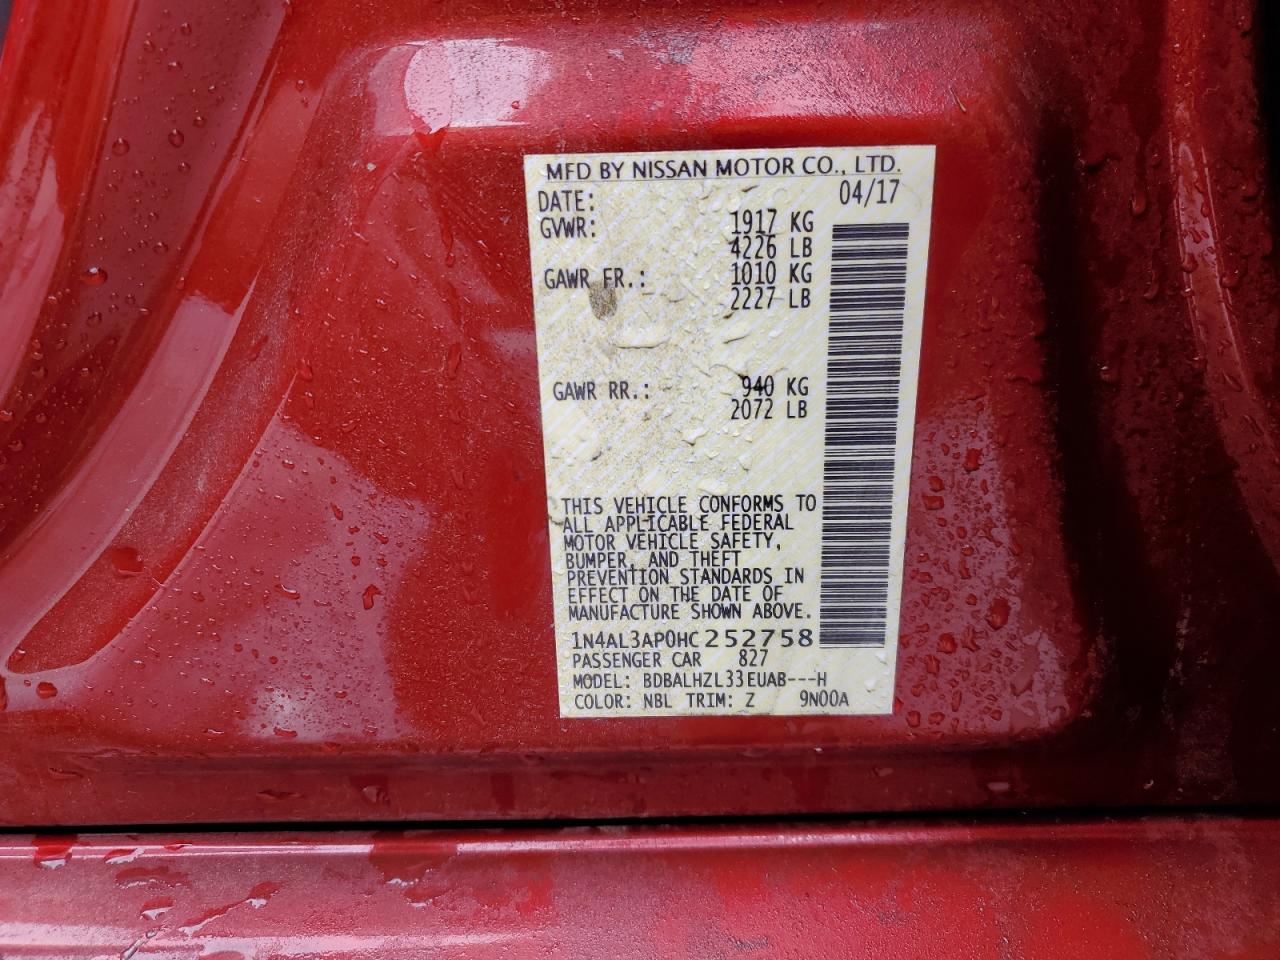 MFD BY NISSAN MOTOR CO., LTD.
DATE: 04/17
GVWR: 1917 KG
4226 LB
GAWR FR.: 1010 KG
2227 LB
GAWR RR.: 940 KG
2072 LB
THIS VEHICLE CONFORMS TO
ALL APPLICABLE FEDERAL
MOTOR VEHICLE SAFETY,
BUMPER, AND THEFT
PREVENTION STANDARDS IN
EFFECT ON THE DATE OF
MANUFACTURE SHOWN ABOVE.
1N4AL3AP0HC252758
PASSENGER CAR 827
MODEL: BDBALHZL33EUAB---H
COLOR: NBL TRIM: Z 9N00A